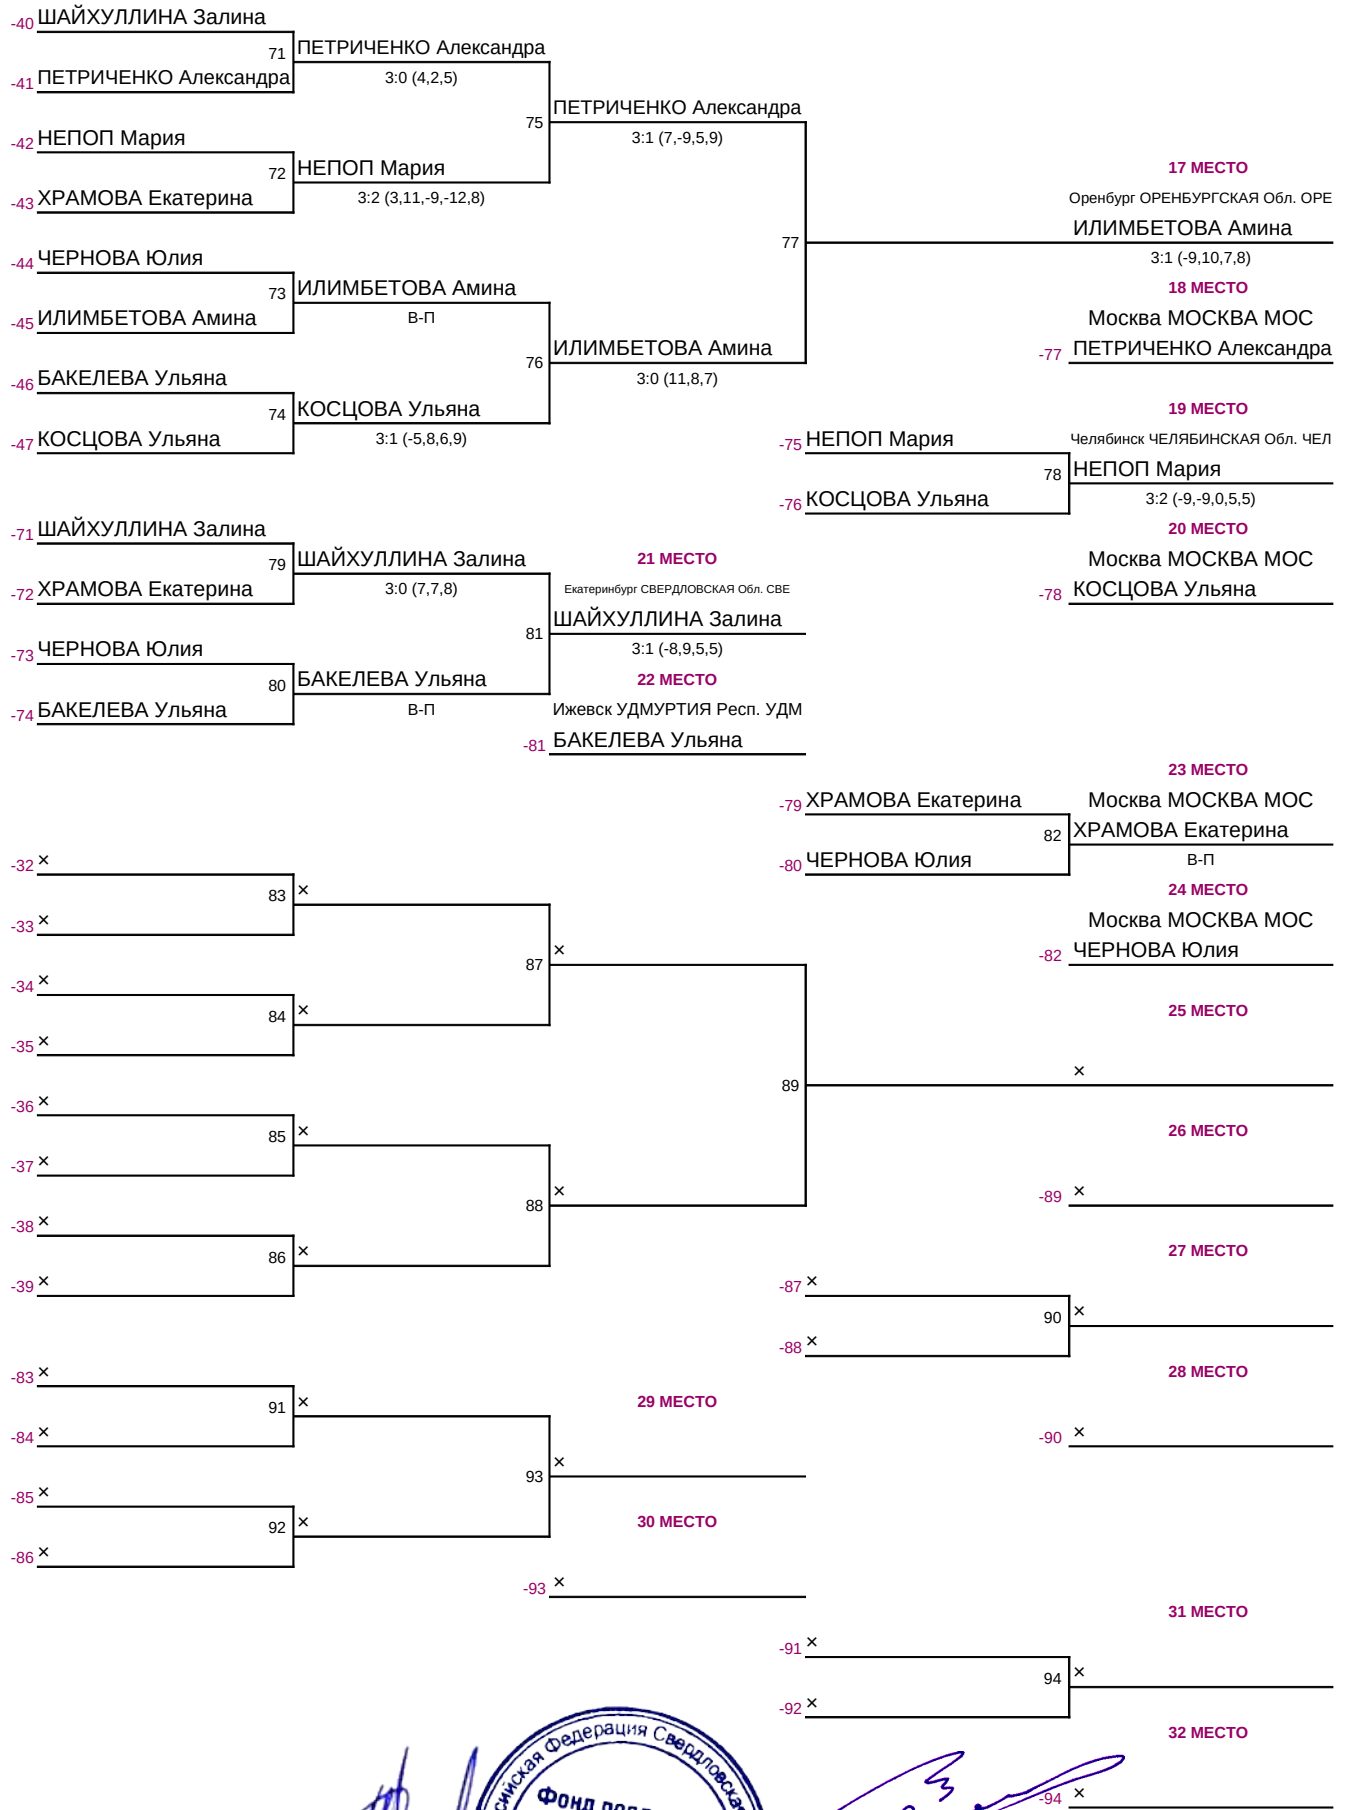 -40 ШАЙХУЛЛИНА Залина
71 ПЕТРИЧЕНКО Александра
-41 ПЕТРИЧЕНКО Александра
3:0 (4,2,5)
75 ПЕТРИЧЕНКО Александра
3:1 (7,-9,5,9)
-42 НЕПОП Мария
72 НЕПОП Мария
-43 ХРАМОВА Екатерина
3:2 (3,11,-9,-12,8)
17 МЕСТО
Оренбург ОРЕНБУРГСКАЯ Обл. ОРЕ
77 ИЛИМБЕТОВА Амина
3:1 (-9,10,7,8)
-44 ЧЕРНОВА Юлия
73 ИЛИМБЕТОВА Амина
-45 ИЛИМБЕТОВА Амина
В-П
18 МЕСТО
Москва МОСКВА МОС
-77 ПЕТРИЧЕНКО Александра
76 ИЛИМБЕТОВА Амина
3:0 (11,8,7)
-46 БАКЕЛЕВА Ульяна
74 КОСЦОВА Ульяна
-47 КОСЦОВА Ульяна
3:1 (-5,8,6,9)
19 МЕСТО
Челябинск ЧЕЛЯБИНСКАЯ Обл. ЧЕЛ
-75 НЕПОП Мария
78 НЕПОП Мария
-76 КОСЦОВА Ульяна
3:2 (-9,-9,0,5,5)
20 МЕСТО
Москва МОСКВА МОС
-78 КОСЦОВА Ульяна
-71 ШАЙХУЛЛИНА Залина
79 ШАЙХУЛЛИНА Залина
-72 ХРАМОВА Екатерина
3:0 (7,7,8)
21 МЕСТО
Екатеринбург СВЕРДЛОВСКАЯ Обл. СВЕ
81 ШАЙХУЛЛИНА Залина
3:1 (-8,9,5,5)
-73 ЧЕРНОВА Юлия
80 БАКЕЛЕВА Ульяна
-74 БАКЕЛЕВА Ульяна
В-П
22 МЕСТО
Ижевск УДМУРТИЯ Респ. УДМ
-81 БАКЕЛЕВА Ульяна
23 МЕСТО
Москва МОСКВА МОС
-79 ХРАМОВА Екатерина
82 ХРАМОВА Екатерина
-80 ЧЕРНОВА Юлия
В-П
24 МЕСТО
Москва МОСКВА МОС
-82 ЧЕРНОВА Юлия
-32 ×
83 ×
-33 ×
87 ×
-34 ×
84 ×
-35 ×
25 МЕСТО
89 ×
-36 ×
85 ×
-37 ×
26 МЕСТО
-89 ×
88 ×
-38 ×
86 ×
-39 ×
27 МЕСТО
-87 ×
90 ×
-88 ×
28 МЕСТО
-90 ×
-83 ×
91 ×
-84 ×
29 МЕСТО
93 ×
-85 ×
92 ×
-86 ×
30 МЕСТО
-93 ×
31 МЕСТО
-91 ×
94 ×
-92 ×
32 МЕСТО
-94 ×
Федерация